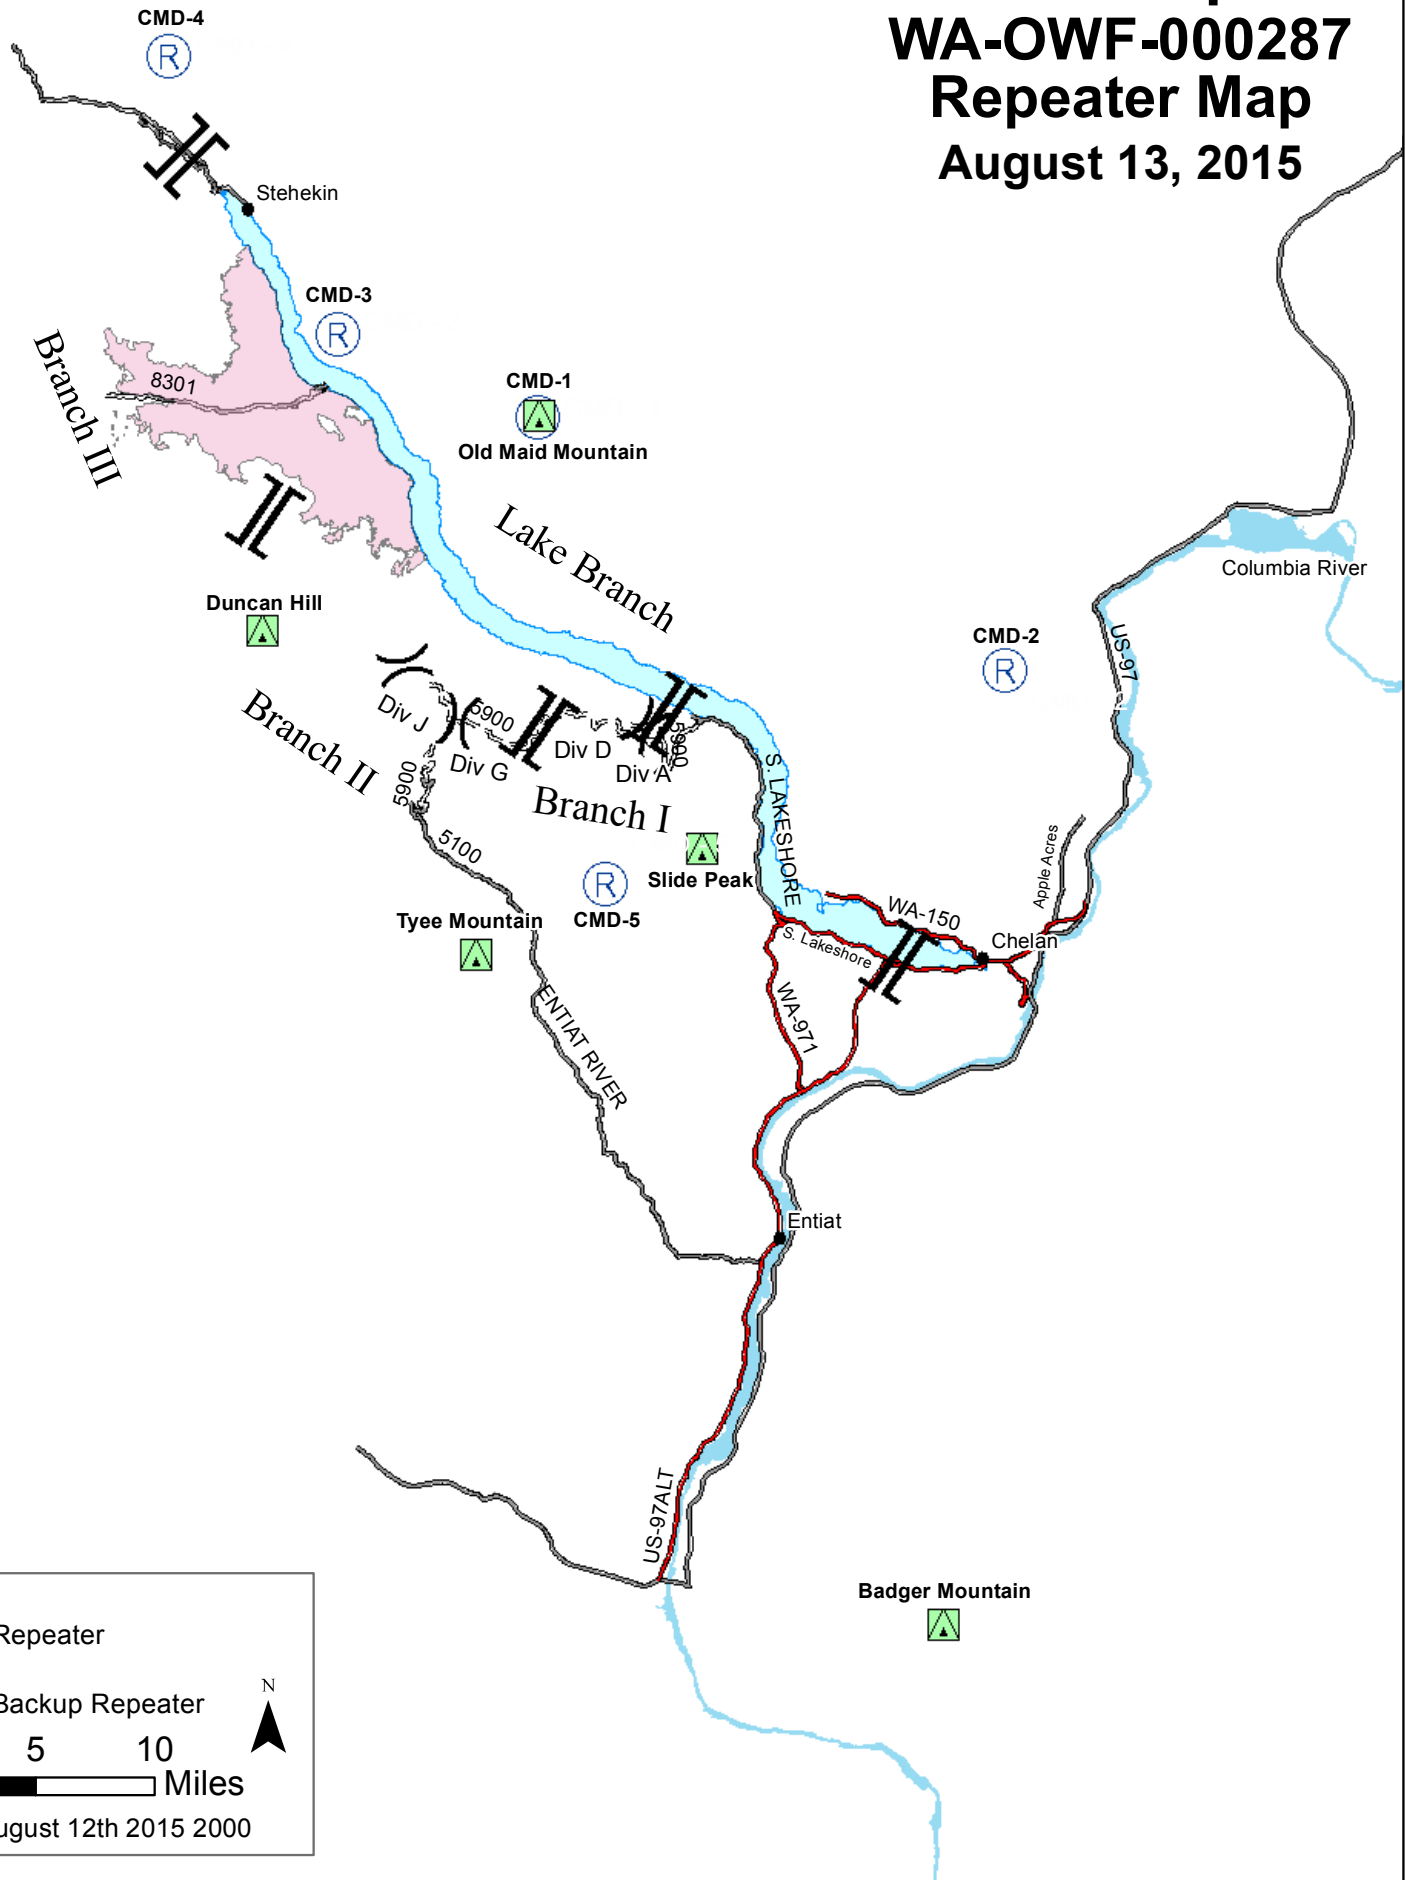 WA-OWF-000287
Repeater Map
August 13, 2015
CMD-4
R
Stehekin
CMD-3
R
Branch III
8301
CMD-1
Old Maid Mountain
Lake Branch
Columbia River
Duncan Hill
CMD-2
R
US-97
Branch II
Div J
5900
Div G
Div D
Div A
5900
5900
Branch I
S. LAKESHORE
5100
R
CMD-5
Slide Peak
Apple Acres
Tyee Mountain
WA-150
S. Lakeshore
Chelan
WA-971
ENTIAT RIVER
Entiat
US-97ALT
Badger Mountain
Repeater
Backup Repeater
N
5 10
Miles
ugust 12th 2015 2000